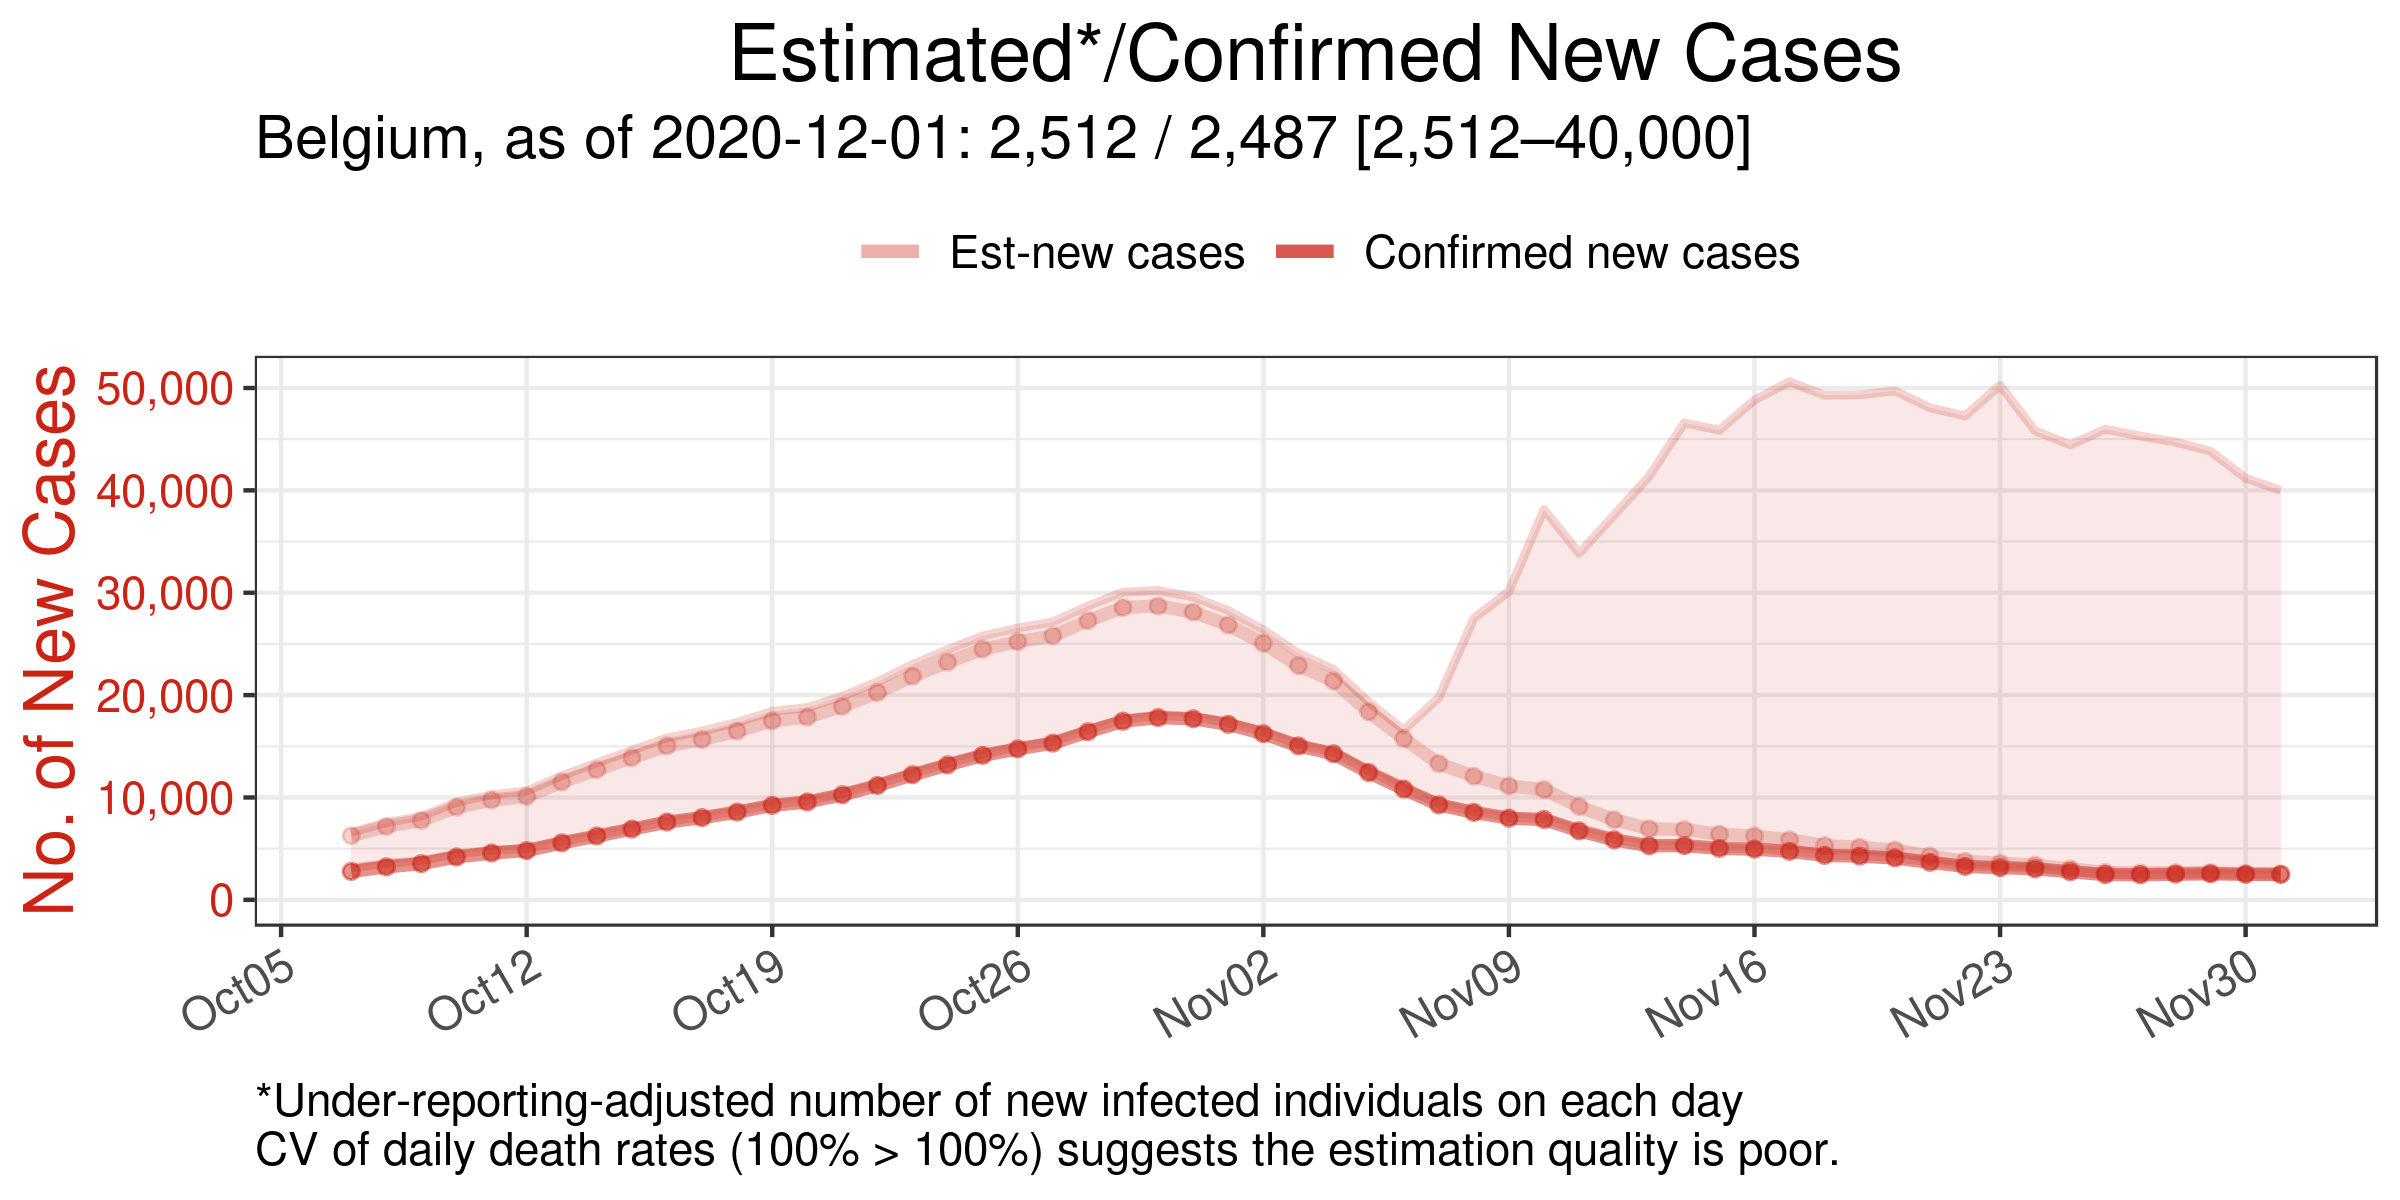 Estimated*/Confirmed New Cases
Belgium, as of 2020-12-01: 2,512 / 2,487 [2,512–40,000]
Est-new cases
Confirmed new cases
No. of New Cases
50,000
40,000
30,000
20,000
10,000
0
Oct05
Oct12
Oct19
Oct26
Nov02
Nov09
Nov16
Nov23
Nov30
*Under-reporting-adjusted number of new infected individuals on each day
CV of daily death rates (100% > 100%) suggests the estimation quality is poor.